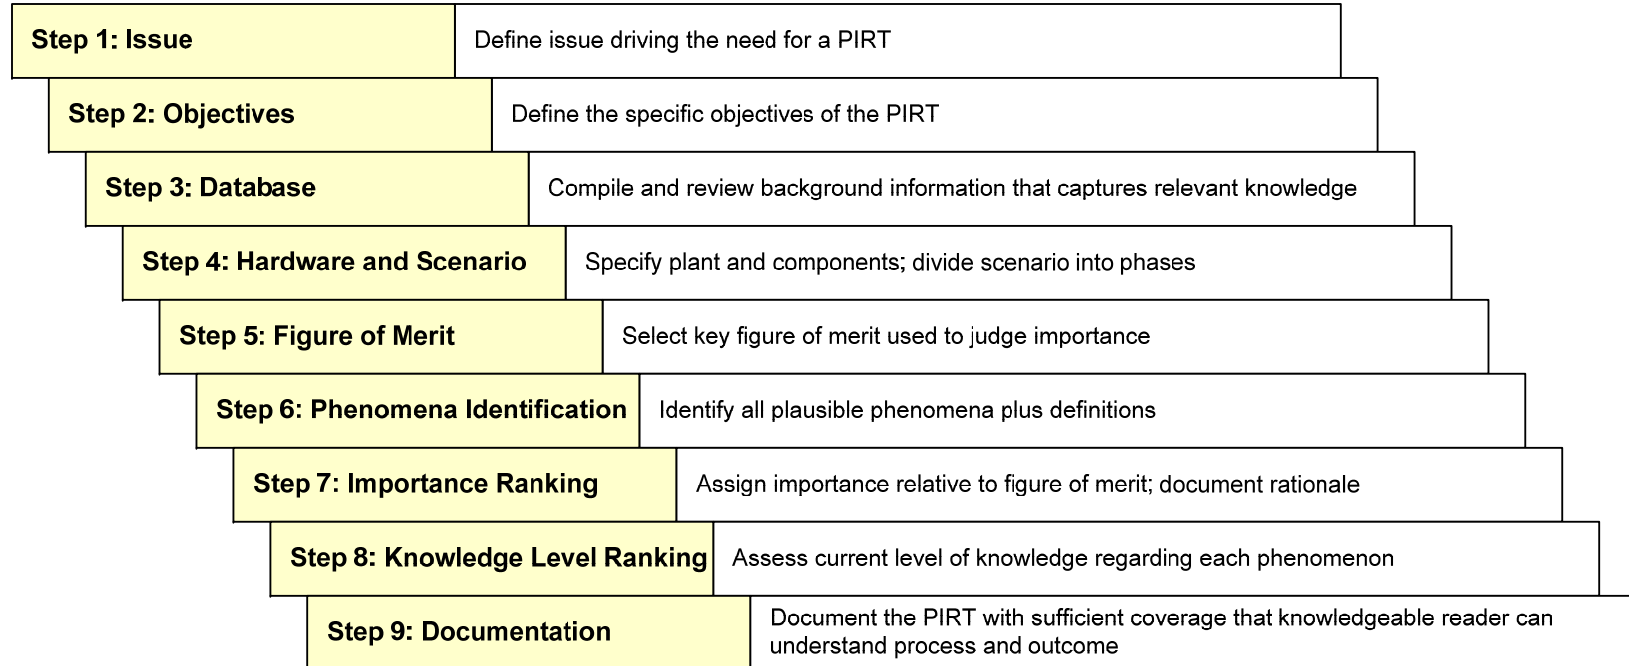 Step 1: Issue
Define issue driving the need for a PIRT
Step 2: Objectives
Define the specific objectives of the PIRT
Step 3: Database
Compile and review background information that captures relevant knowledge
Step 4: Hardware and Scenario
Specify plant and components; divide scenario into phases
Step 5: Figure of Merit
Select key figure of merit used to judge importance
Step 6: Phenomena Identification
Identify all plausible phenomena plus definitions
Step 7: Importance Ranking
Assign importance relative to figure of merit; document rationale
Step 8: Knowledge Level Ranking
Assess current level of knowledge regarding each phenomenon
Step 9: Documentation
Document the PIRT with sufficient coverage that knowledgeable reader can
understand process and outcome